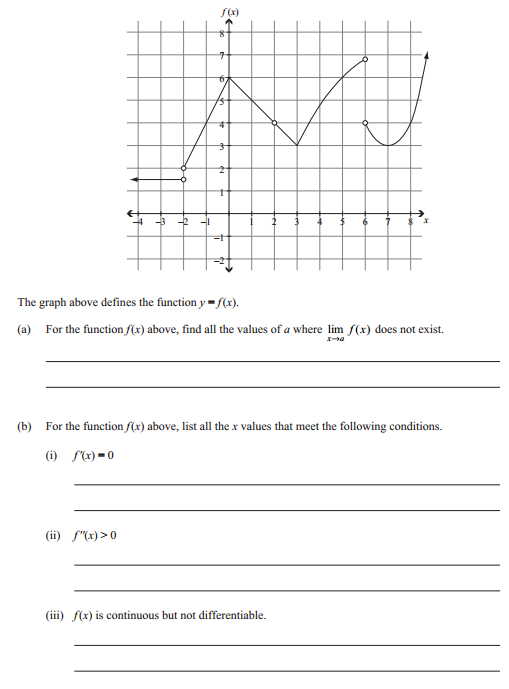 f(x)
8
7
6
5
4
3
2
1
-4 -3 -2 -1 1 2 3 4 5 6 7 8 x
-1
-2
The graph above defines the function y = f(x).
(a) For the function f(x) above, find all the values of a where lim f(x) does not exist.
x→a
(b) For the function f(x) above, list all the x values that meet the following conditions.
(i) f'(x) = 0
(ii) f"(x) > 0
(iii) f(x) is continuous but not differentiable.